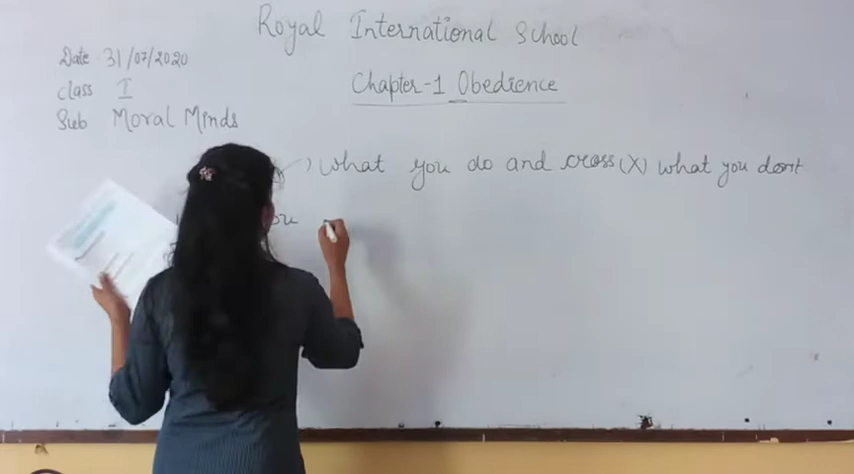 Royal International School
Date 31/07/2020
Class I
Chapter-1 Obedience
Sub Moral Minds
) What you do and cross (X) what you don't